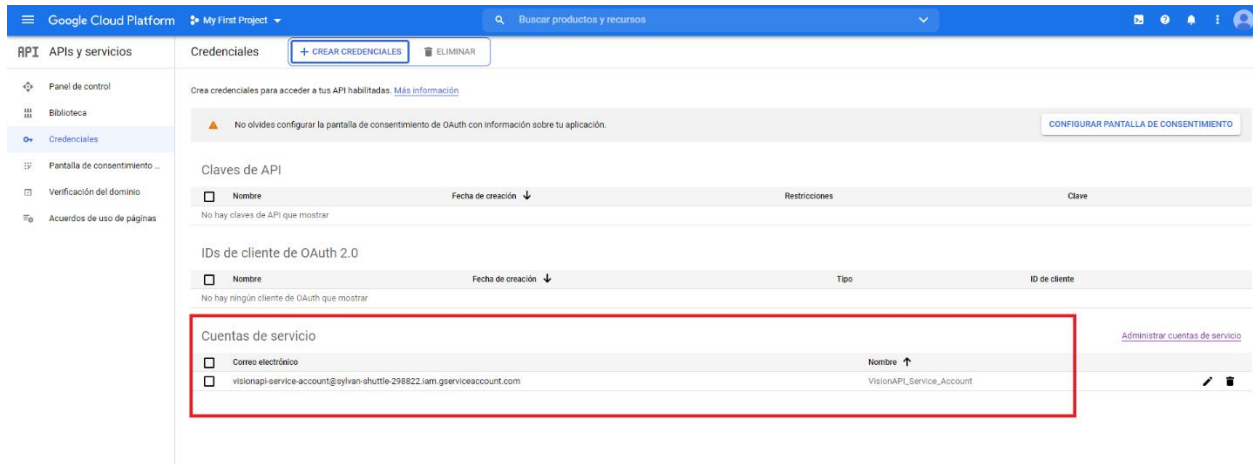 Google Cloud Platform My First Project Buscar productos y recursos
API APIs y servicios Credenciales + CREAR CREDENCIALES ELIMINAR
Panel de control
Biblioteca
Credenciales
Pantalla de consentimiento ...
Verificación del dominio
Acuerdos de uso de páginas
Crea credenciales para acceder a tus API habilitadas. Más información
No olvides configurar la pantalla de consentimiento de OAuth con información sobre tu aplicación. CONFIGURAR PANTALLA DE CONSENTIMIENTO
Claves de API
Nombre Fecha de creación Restricciones Clave
No hay claves de API que mostrar
IDs de cliente de OAuth 2.0
Nombre Fecha de creación Tipo ID de cliente
No hay ningún cliente de OAuth que mostrar
Cuentas de servicio Administrar cuentas de servicio
Correo electrónico Nombre
visionapi-service-account@sylvan-shuttle-298822.iam.gserviceaccount.com VisionAPI_Service_Account